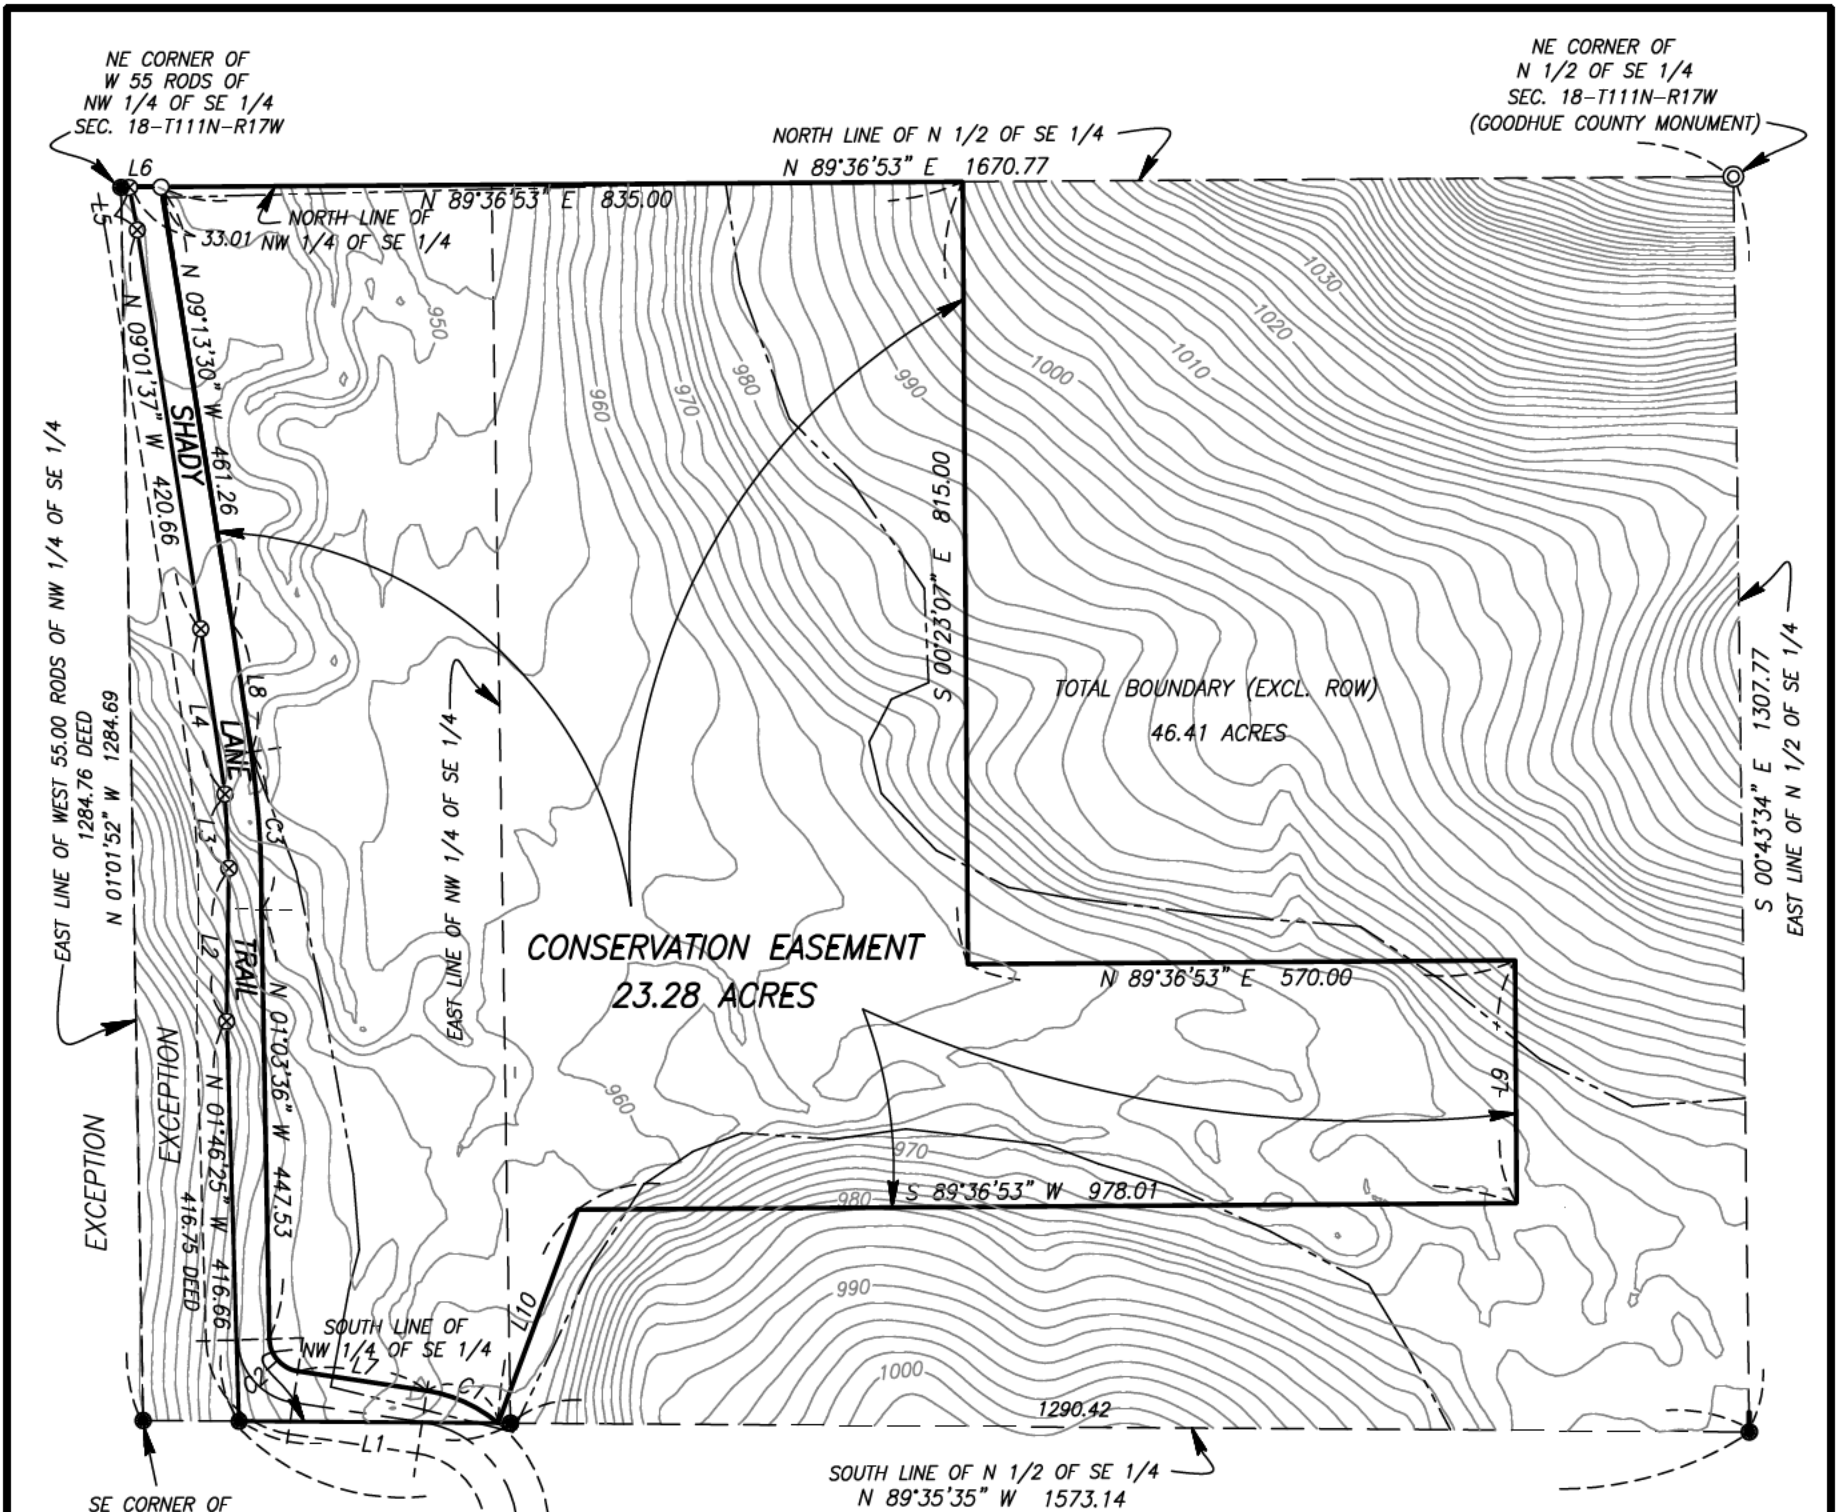 NE CORNER OF
W 55 RODS OF
NW 1/4 OF SE 1/4
SEC. 18-T111N-R17W
NE CORNER OF
N 1/2 OF SE 1/4
SEC. 18-T111N-R17W
(GOODHUE COUNTY MONUMENT)
NORTH LINE OF N 1/2 OF SE 1/4
N 89°36'53" E 1670.77
L6
L5
N 89°36'53" E 835.00
NORTH LINE OF
NW 1/4 OF SE 1/4
33.01
N 09°13'30" W 461.26
N 09°01'37" W 420.66
SHADY
LANE
TRAIL
950
960
970
980
990
1000
1010
1020
1030
EAST LINE OF WEST 55.00 RODS OF NW 1/4 OF SE 1/4
1284.76 DEED
N 01°01'52" W 1284.69
L4
L8
L3
C3
L2
EAST LINE OF NW 1/4 OF SE 1/4
S 00°23'07" E 815.00
TOTAL BOUNDARY (EXCL. ROW)
46.41 ACRES
S 00°43'34" E 1307.77
EAST LINE OF N 1/2 OF SE 1/4
CONSERVATION EASEMENT
23.28 ACRES
N 89°36'53" E 570.00
L9
EXCEPTION
EXCEPTION
N 01°03'36" W 447.53
N 01°46'25" W 416.66
416.75 DEED
960
970
980
S 89°36'53" W 978.01
990
1000
L10
SOUTH LINE OF
NW 1/4 OF SE 1/4
L7
C1
C2
L1
1290.42
SOUTH LINE OF N 1/2 OF SE 1/4
N 89°35'35" W 1573.14
SE CORNER OF